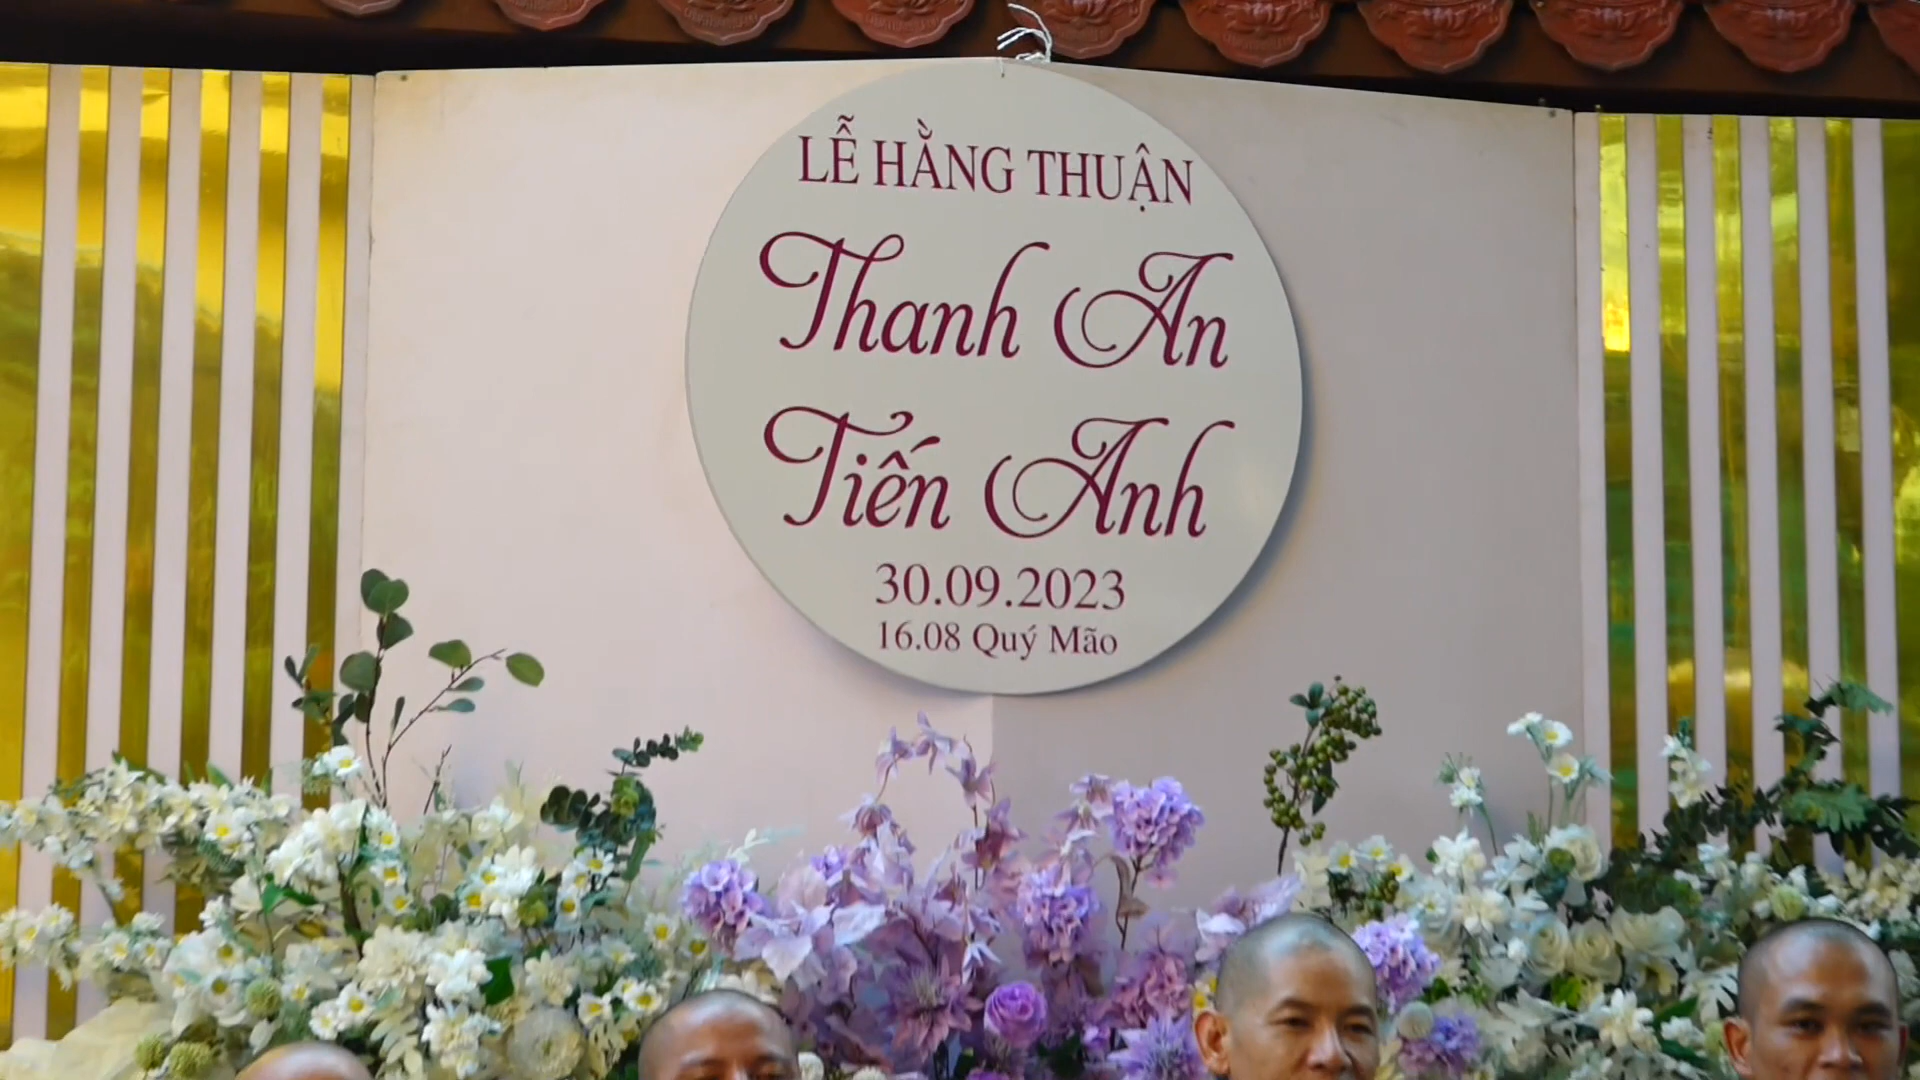 LỄ HẰNG THUẬN
Thanh An
Tiến Anh
30.09.2023
16.08 Quý Mão